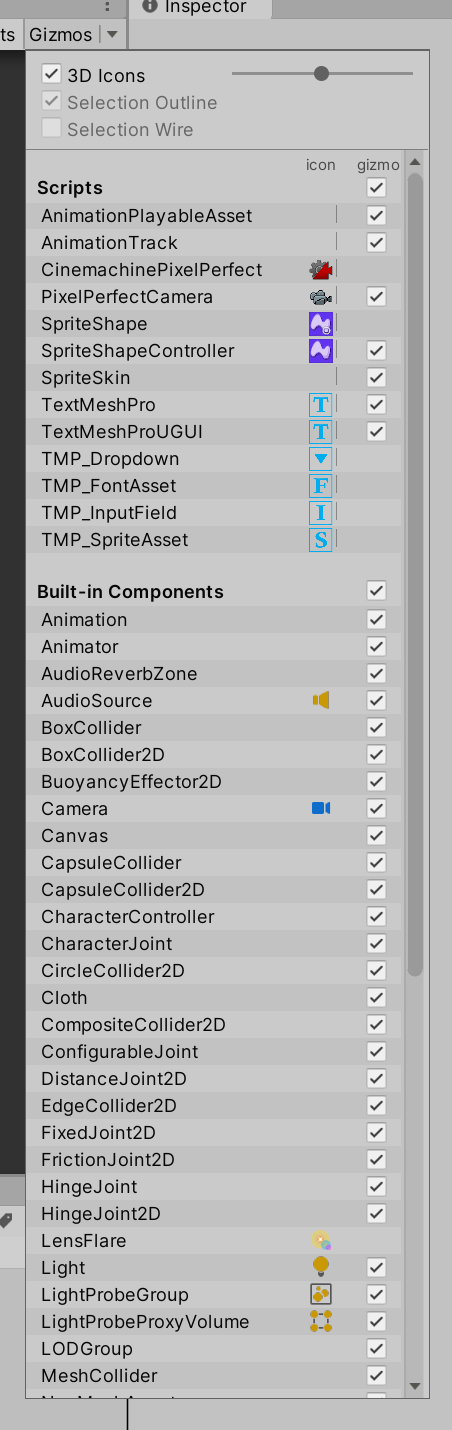 Inspector
ts Gizmos
3D Icons
Selection Outline
Selection Wire
icon gizmo
Scripts
AnimationPlayableAsset
AnimationTrack
CinemachinePixelPerfect
PixelPerfectCamera
SpriteShape
SpriteShapeController
SpriteSkin
TextMeshPro T
TextMeshProUGUI T
TMP_Dropdown
TMP_FontAsset F
TMP_InputField I
TMP_SpriteAsset S
Built-in Components
Animation
Animator
AudioReverbZone
AudioSource
BoxCollider
BoxCollider2D
BuoyancyEffector2D
Camera
Canvas
CapsuleCollider
CapsuleCollider2D
CharacterController
CharacterJoint
CircleCollider2D
Cloth
CompositeCollider2D
ConfigurableJoint
DistanceJoint2D
EdgeCollider2D
FixedJoint2D
FrictionJoint2D
HingeJoint
HingeJoint2D
LensFlare
Light
LightProbeGroup
LightProbeProxyVolume
LODGroup
MeshCollider